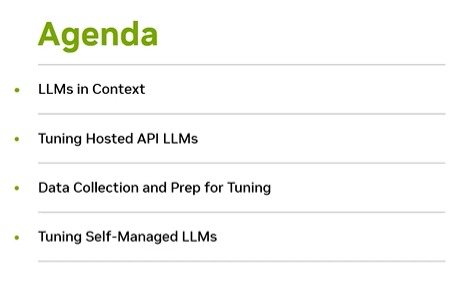 Agenda
LLMs in Context
Tuning Hosted API LLMs
Data Collection and Prep for Tuning
Tuning Self-Managed LLMs